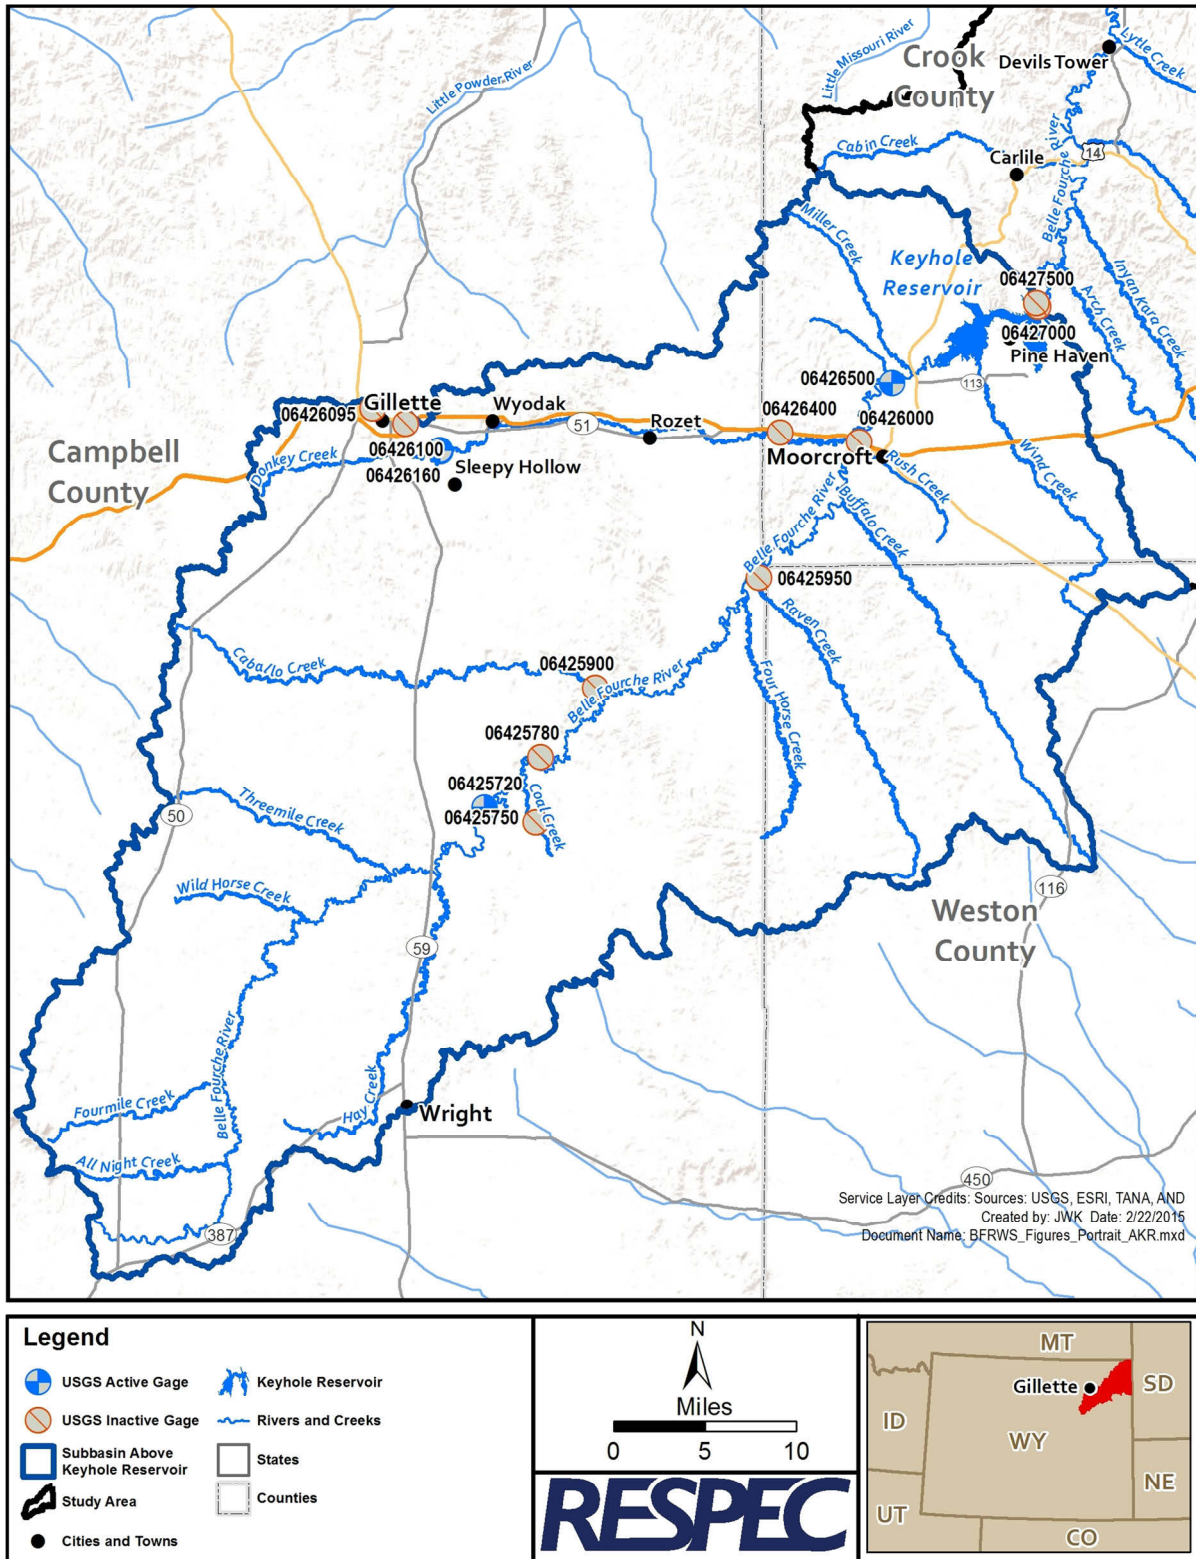 Little Missouri River
Crook
County
Devils Tower
Lytle Creek
Little Powder River
Cabin Creek
Carlile
14
Belle Fourche River
Miller Creek
Keyhole
Reservoir
06427500
Inyan Kara Creek
Arch Creek
06427000
Pine Haven
06426500
113
06426095
Gillette
Wyodak
51
Rozet
06426400
06426000
Moorcroft
06426100
06426160
Sleepy Hollow
Campbell
County
Donkey Creek
Rush Creek
Wind Creek
Buffalo Creek
Belle Fourche River
06425950
Raven Creek
Four Horse Creek
Caballo Creek
06425900
Belle Fourche River
06425780
06425720
06425750
Coal Creek
50
Threemile Creek
Wild Horse Creek
116
Weston
County
59
Belle Fourche River
Fourmile Creek
Hay Creek
Wright
All Night Creek
387
450
Service Layer Credits: Sources: USGS, ESRI, TANA, AND
Created by: JWK Date: 2/22/2015
Document Name: BFRWS_Figures_Portrait_AKR.mxd
Legend
USGS Active Gage
Keyhole Reservoir
USGS Inactive Gage
Rivers and Creeks
Subbasin Above
Keyhole Reservoir
States
Study Area
Counties
Cities and Towns
N
Miles
0 5 10
RESPEC
MT
Gillette
SD
ID
WY
NE
UT
CO